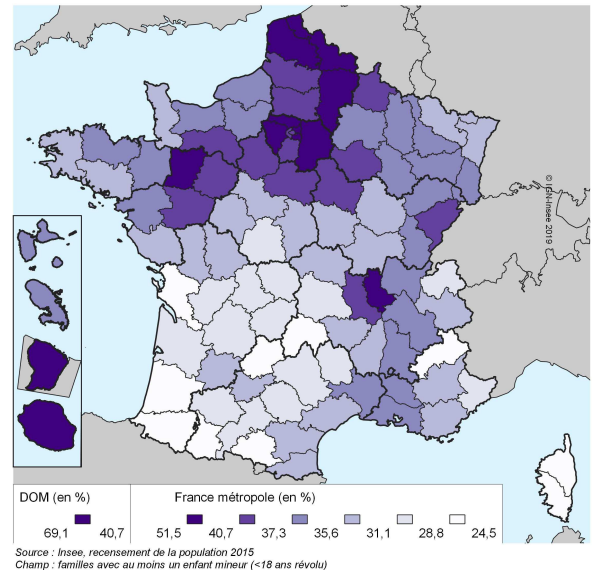 © IGN-Insee 2019
DOM (en %)
France métropole (en %)
69,1 40,7
51,5 40,7 37,3 35,6 31,1 28,8 24,5
Source : Insee, recensement de la population 2015
Champ : familles avec au moins un enfant mineur (<18 ans révolu)